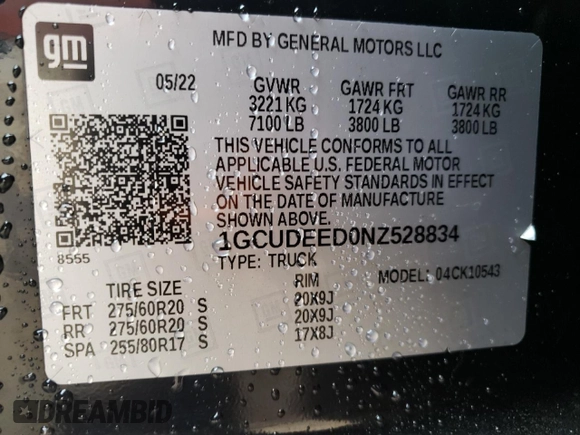 gm
MFD BY GENERAL MOTORS LLC
05/22 GVWR GAWR FRT GAWR RR
3221 KG 1724 KG 1724 KG
7100 LB 3800 LB 3800 LB
THIS VEHICLE CONFORMS TO ALL
APPLICABLE U.S. FEDERAL MOTOR
VEHICLE SAFETY STANDARDS IN EFFECT
ON THE DATE OF MANUFACTURE
SHOWN ABOVE.
8555
1GCUDEED0NZ528834
TYPE: TRUCK
MODEL: 04CK10543
TIRE SIZE RIM
FRT 275/60R20 S 20X9J
RR 275/60R20 S 20X9J
SPA 255/80R17 S 17X8J
DREAMBID